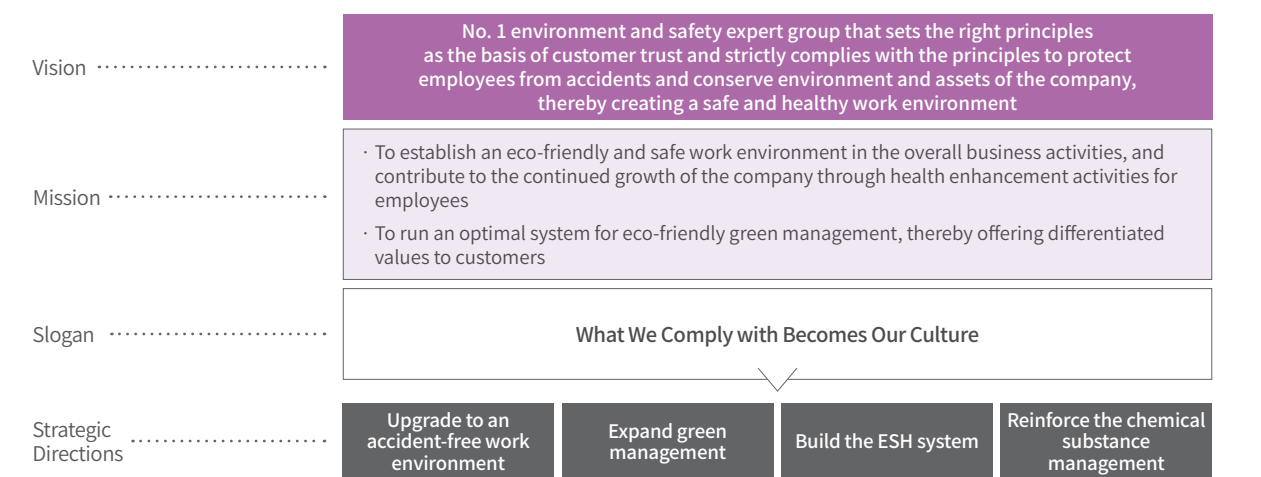 Vision
No. 1 environment and safety expert group that sets the right principles
as the basis of customer trust and strictly complies with the principles to protect
employees from accidents and conserve environment and assets of the company,
thereby creating a safe and healthy work environment
Mission
· To establish an eco-friendly and safe work environment in the overall business activities, and
contribute to the continued growth of the company through health enhancement activities for
employees
· To run an optimal system for eco-friendly green management, thereby offering differentiated
values to customers
Slogan
What We Comply with Becomes Our Culture
Strategic
Directions
Upgrade to an
accident-free work
environment
Expand green
management
Build the ESH system
Reinforce the chemical
substance
management